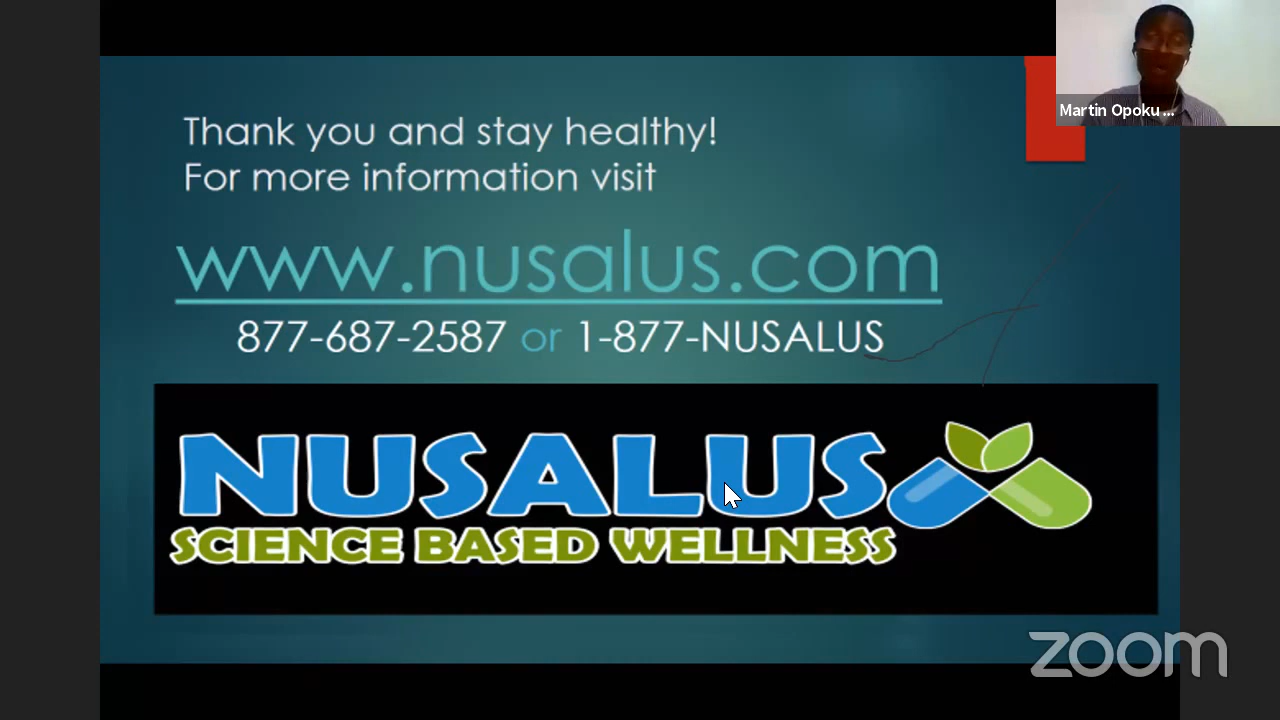 Martin Opoku ...
Thank you and stay healthy!
For more information visit
www.nusalus.com
877-687-2587 or 1-877-NUSALUS
NUSALUS
SCIENCE BASED WELLNESS
zoom